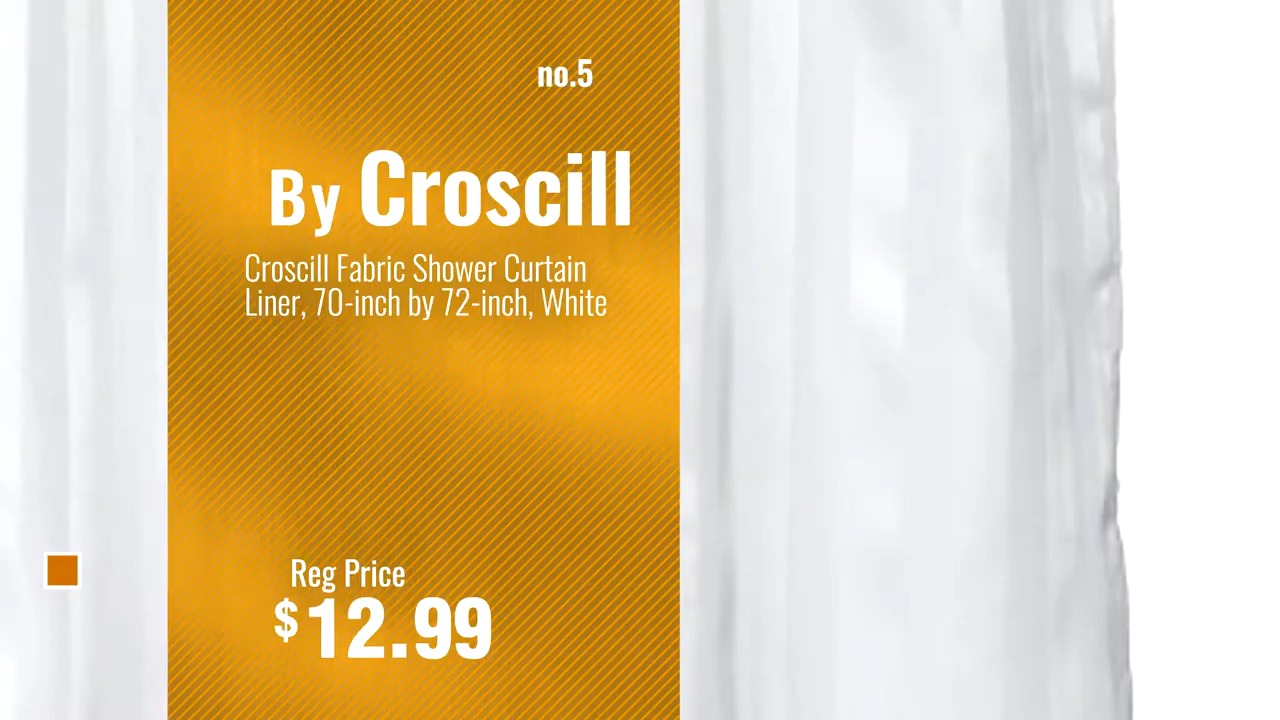 no.5
By Croscill
Croscill Fabric Shower Curtain
Liner, 70-inch by 72-inch, White
Reg Price
$12.99